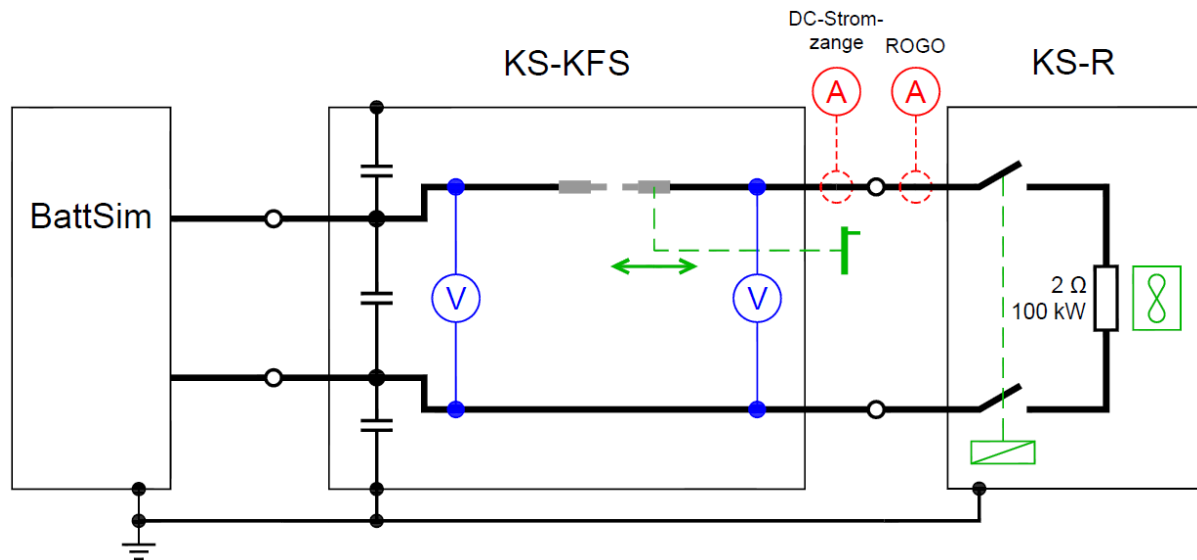 DC-Strom-
zange
ROGO
KS-KFS
KS-R
A
A
BattSim
V
V
2 Ω
100 kW